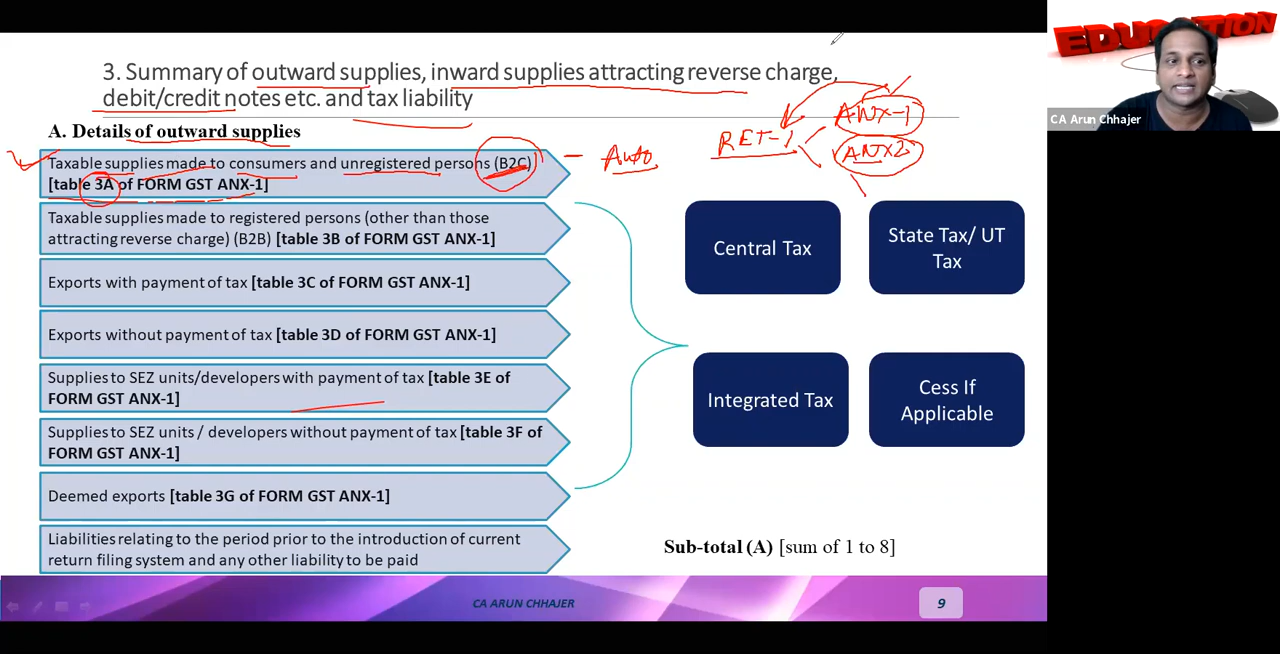 EDUCATION
CA Arun Chhajer
3. Summary of outward supplies, inward supplies attracting reverse charge,
debit/credit notes etc. and tax liability
ANX-1
RET-1
ANX2
A. Details of outward supplies
Taxable supplies made to consumers and unregistered persons (B2C)
[table 3A of FORM GST ANX-1]
— Auto
Taxable supplies made to registered persons (other than those
attracting reverse charge) (B2B) [table 3B of FORM GST ANX-1]
Exports with payment of tax [table 3C of FORM GST ANX-1]
Exports without payment of tax [table 3D of FORM GST ANX-1]
Supplies to SEZ units/developers with payment of tax [table 3E of
FORM GST ANX-1]
Supplies to SEZ units / developers without payment of tax [table 3F of
FORM GST ANX-1]
Deemed exports [table 3G of FORM GST ANX-1]
Liabilities relating to the period prior to the introduction of current
return filing system and any other liability to be paid
Central Tax
State Tax/ UT
Tax
Integrated Tax
Cess If
Applicable
Sub-total (A) [sum of 1 to 8]
CA ARUN CHHAJER
9